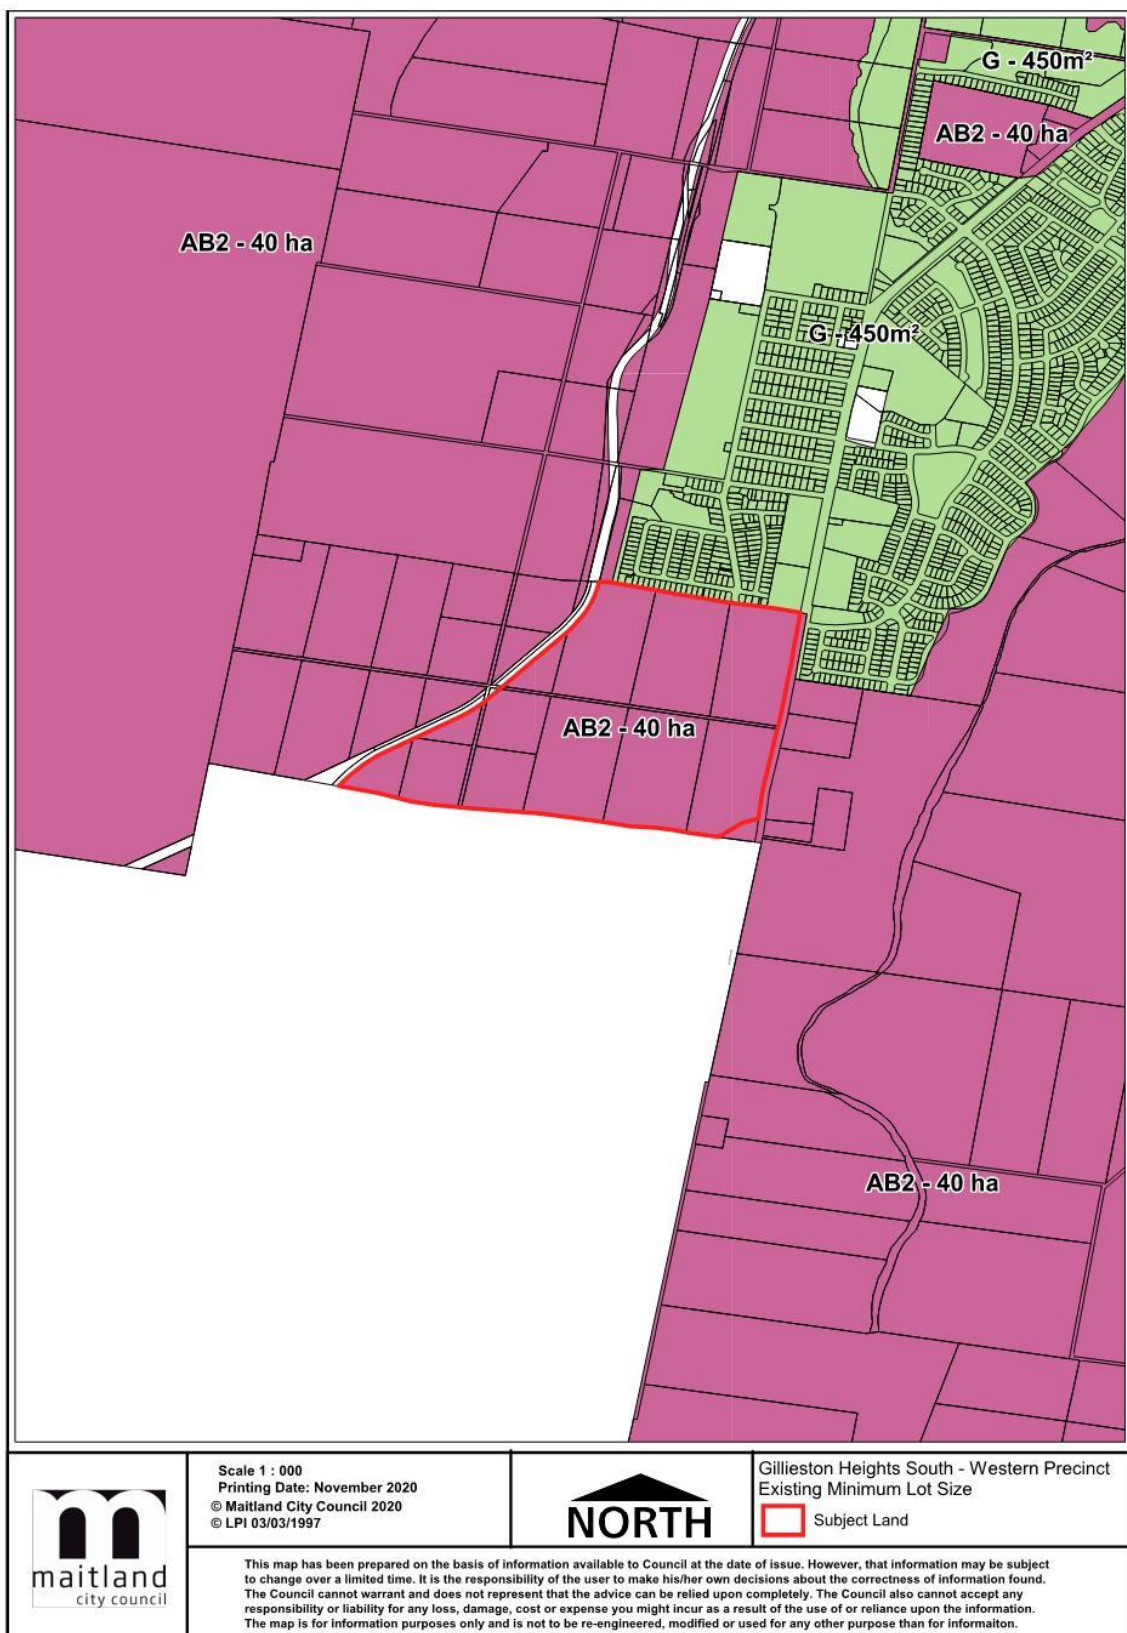 G - 450m²
AB2 - 40 ha
AB2 - 40 ha
G - 450m²
AB2 - 40 ha
AB2 - 40 ha
maitland
city council
Scale 1 : 000
Printing Date: November 2020
© Maitland City Council 2020
© LPI 03/03/1997
NORTH
Gillieston Heights South - Western Precinct
Existing Minimum Lot Size
Subject Land
This map has been prepared on the basis of information available to Council at the date of issue. However, that information may be subject
to change over a limited time. It is the responsibility of the user to make his/her own decisions about the correctness of information found.
The Council cannot warrant and does not represent that the advice can be relied upon completely. The Council also cannot accept any
responsibility or liability for any loss, damage, cost or expense you might incur as a result of the use of or reliance upon the information.
The map is for information purposes only and is not to be re-engineered, modified or used for any other purpose than for informaiton.